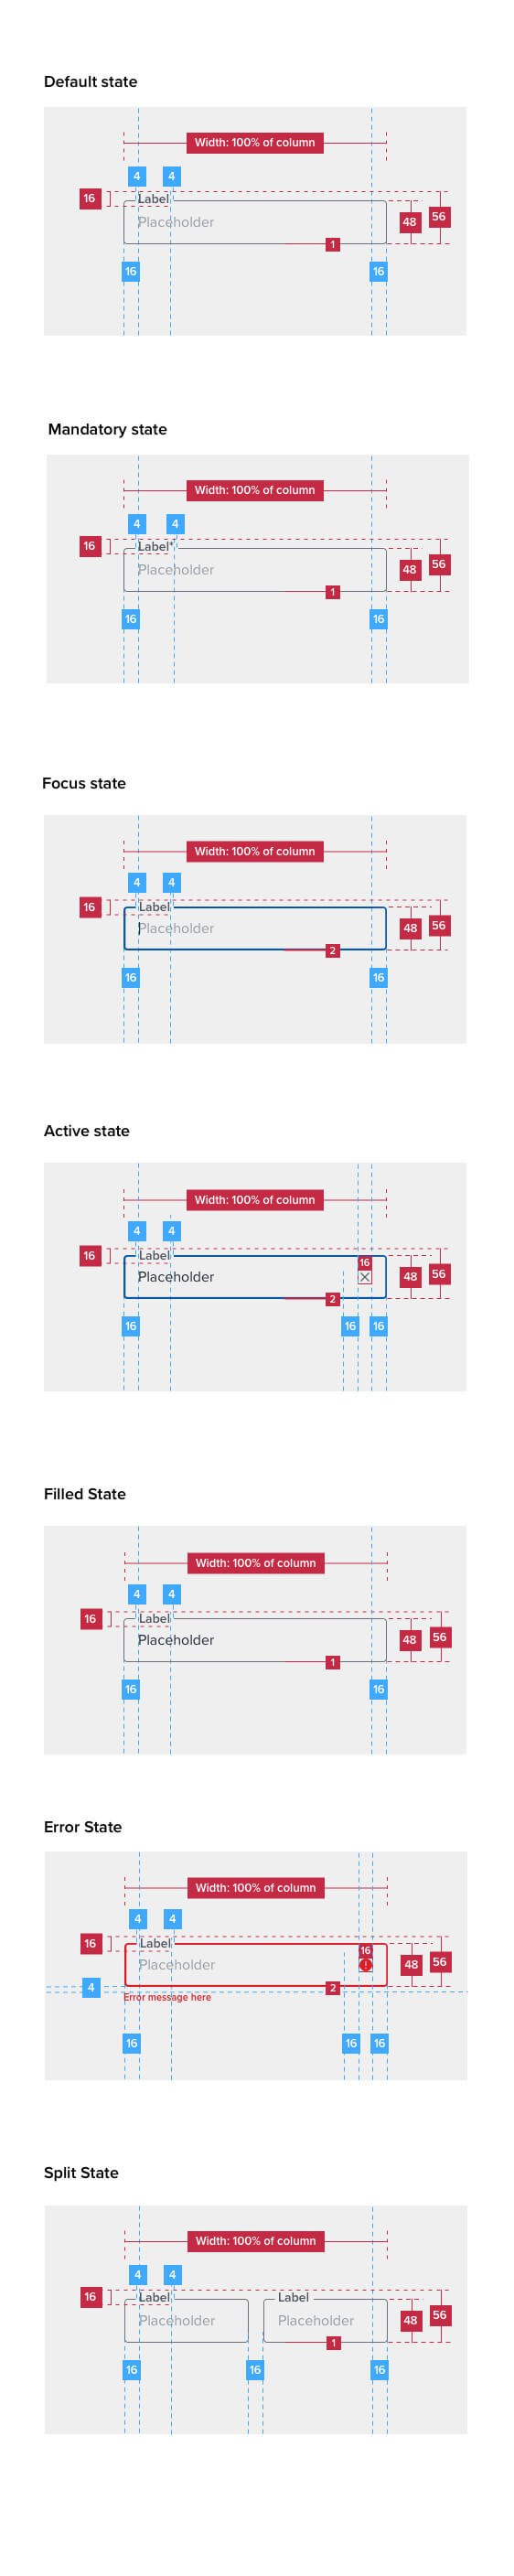 Default state
Width: 100% of column
4 4
16 Label
Placeholder 48 56
1
16 16
Mandatory state
Width: 100% of column
4 4
16 Label*
Placeholder 48 56
1
16 16
Focus state
Width: 100% of column
4 4
16 Label
Placeholder 48 56
2
16 16
Active state
Width: 100% of column
4 4
16 Label 16
Placeholder 48 56
2
16 16 16
Filled State
Width: 100% of column
4 4
16 Label
Placeholder 48 56
1
16 16
Error State
Width: 100% of column
4 4
16 Label 16
Placeholder 48 56
4 2
Error message here
16 16 16
Split State
Width: 100% of column
4 4
16 Label Label
Placeholder Placeholder 48 56
1
16 16 16